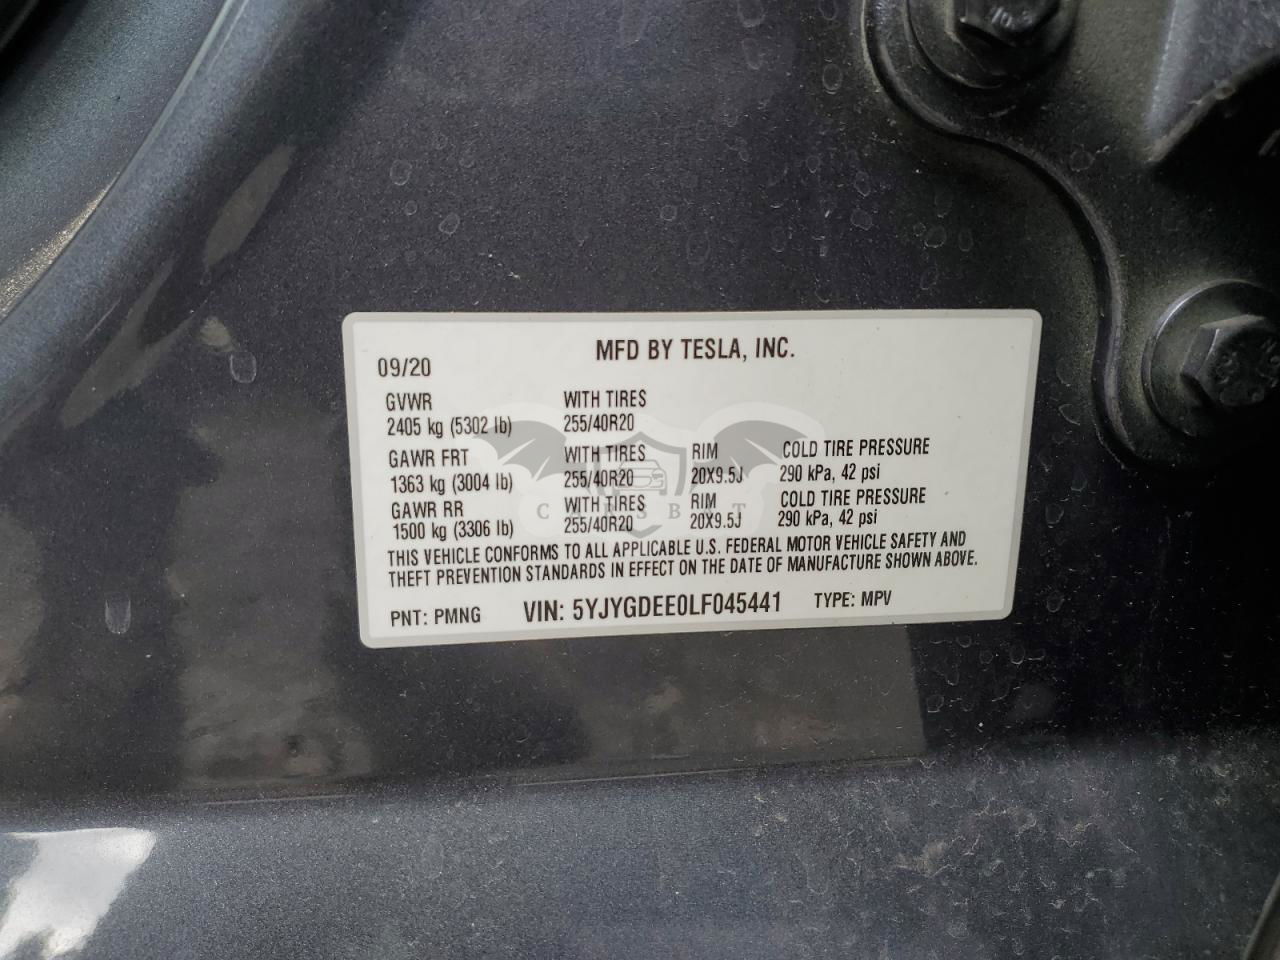 MFD BY TESLA, INC.
09/20
GVWR WITH TIRES
2405 kg (5302 lb) 255/40R20
GAWR FRT WITH TIRES RIM COLD TIRE PRESSURE
1363 kg (3004 lb) 255/40R20 20X9.5J 290 kPa, 42 psi
GAWR RR WITH TIRES RIM COLD TIRE PRESSURE
1500 kg (3306 lb) 255/40R20 20X9.5J 290 kPa, 42 psi
CARSBAT
THIS VEHICLE CONFORMS TO ALL APPLICABLE U.S. FEDERAL MOTOR VEHICLE SAFETY AND
THEFT PREVENTION STANDARDS IN EFFECT ON THE DATE OF MANUFACTURE SHOWN ABOVE.
PNT: PMNG VIN: 5YJYGDEE0LF045441 TYPE: MPV
10